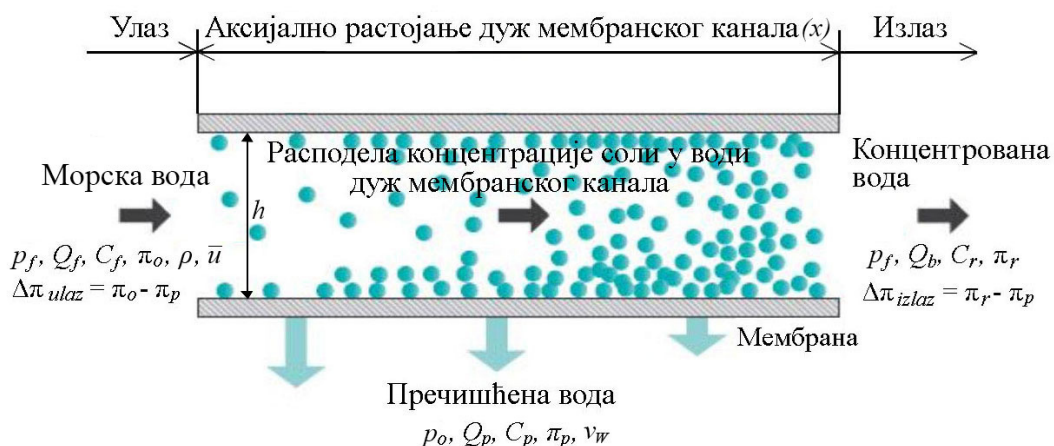 Улаз
Аксијално растојање дуж мембранског канала(x)
Излаз
Расподела концентрације соли у води
дуж мембранског канала
h
Морска вода
p_f, Q_f, C_f, π_o, ρ, u̅
Δπ_ulaz = π_o - π_p
Концентрована
вода
p_f, Q_b, C_r, π_r
Δπ_izlaz = π_r - π_p
Мембрана
Пречишћена вода
p_o, Q_p, C_p, π_p, v_W